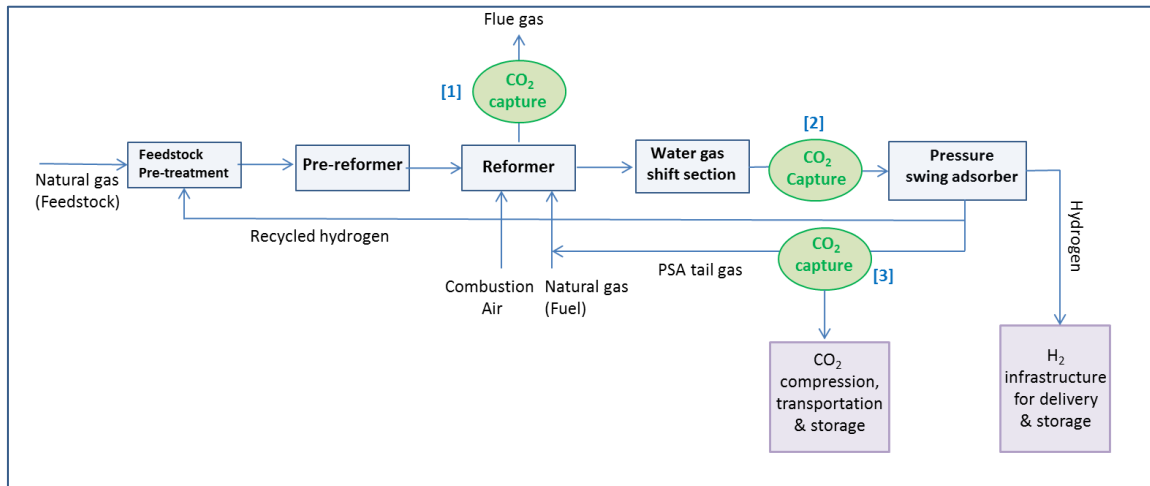 Flue gas
CO2
capture
[1]
[2]
Natural gas
(Feedstock)
Feedstock
Pre-treatment
Pre-reformer
Reformer
Water gas
shift section
CO2
Capture
Pressure
swing adsorber
Recycled hydrogen
Combustion
Air
Natural gas
(Fuel)
PSA tail gas
CO2
capture
[3]
Hydrogen
CO2
compression,
transportation
& storage
H2
infrastructure
for delivery
& storage